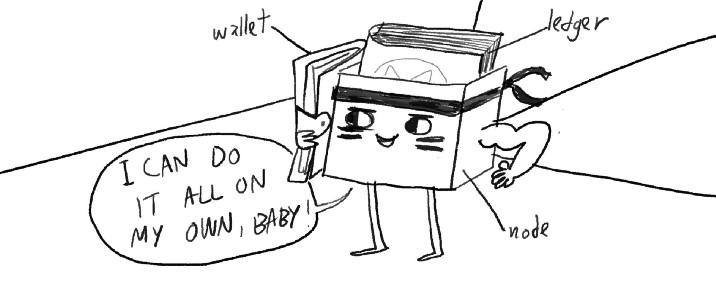 wallet
ledger
I CAN DO
IT ALL ON
MY OWN, BABY!
node